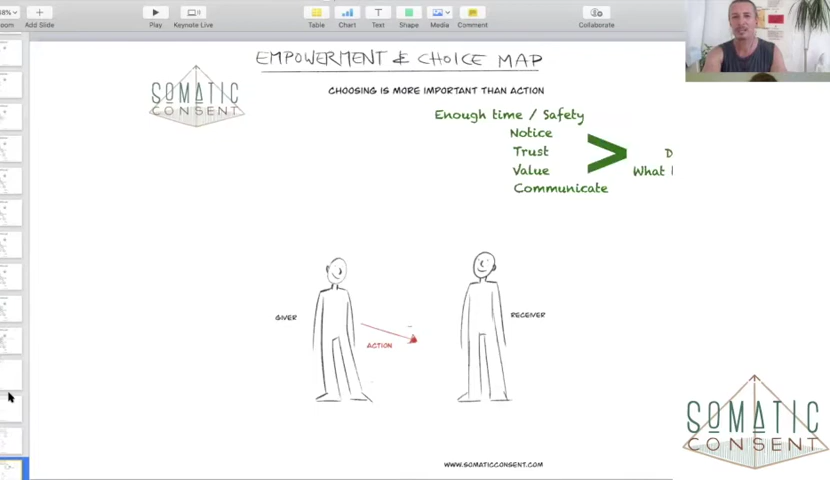 Add Slide
Play
Keynote Live
Table
Chart
Text
Shape
Media
Comment
Collaborate
EMPOWERMENT & CHOICE MAP
SOMATIC
CONSENT
CHOOSING IS MORE IMPORTANT THAN ACTION
Enough time / Safety
Notice
Trust
>
Value
What
Communicate
GIVER
RECEIVER
ACTION
SOMATIC
CONSENT
WWW.SOMATICCONSENT.COM